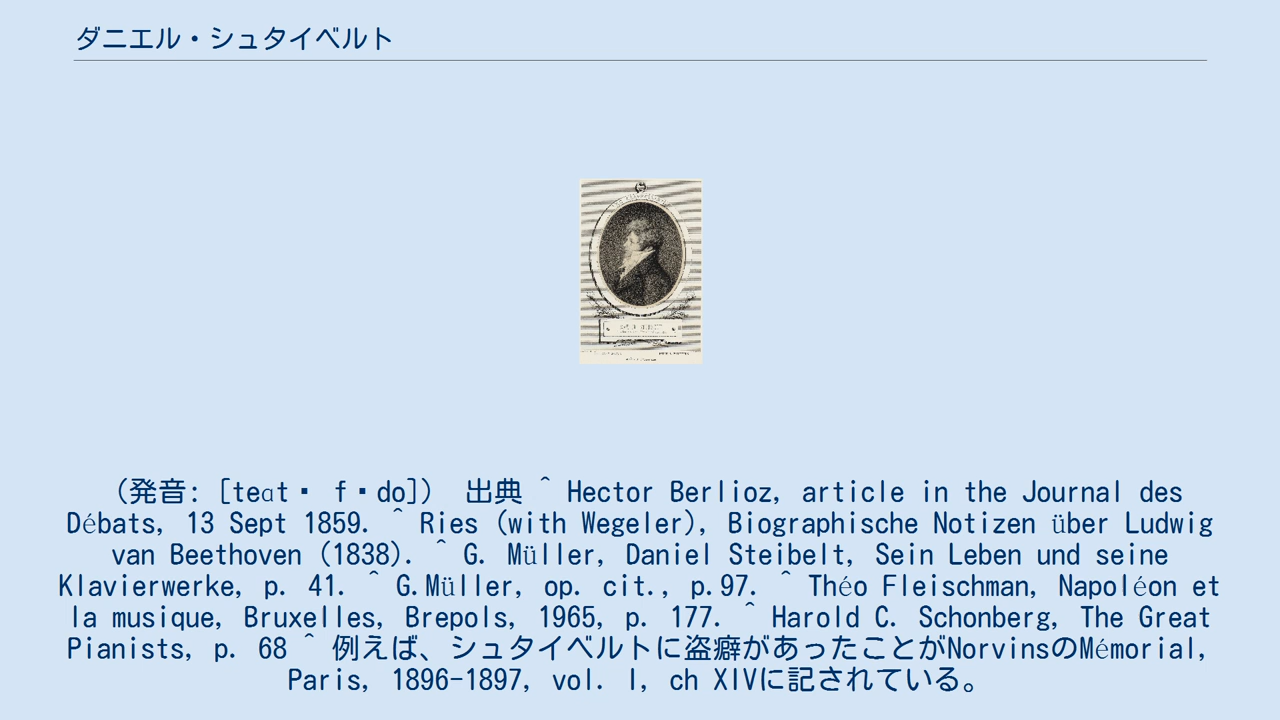 ダニエル・シュタイベルト
（発音: [teɑt▪ f▪do]） 出典 ^ Hector Berlioz, article in the Journal des
Débats, 13 Sept 1859. ^ Ries (with Wegeler), Biographische Notizen über Ludwig
van Beethoven (1838). ^ G. Müller, Daniel Steibelt, Sein Leben und seine
Klavierwerke, p. 41. ^ G.Müller, op. cit., p.97. ^ Théo Fleischman, Napoléon et
la musique, Bruxelles, Brepols, 1965, p. 177. ^ Harold C. Schonberg, The Great
Pianists, p. 68 ^ 例えば、シュタイベルトに盗癖があったことがNorvinsのMémorial,
Paris, 1896-1897, vol. I, ch XIVに記されている。